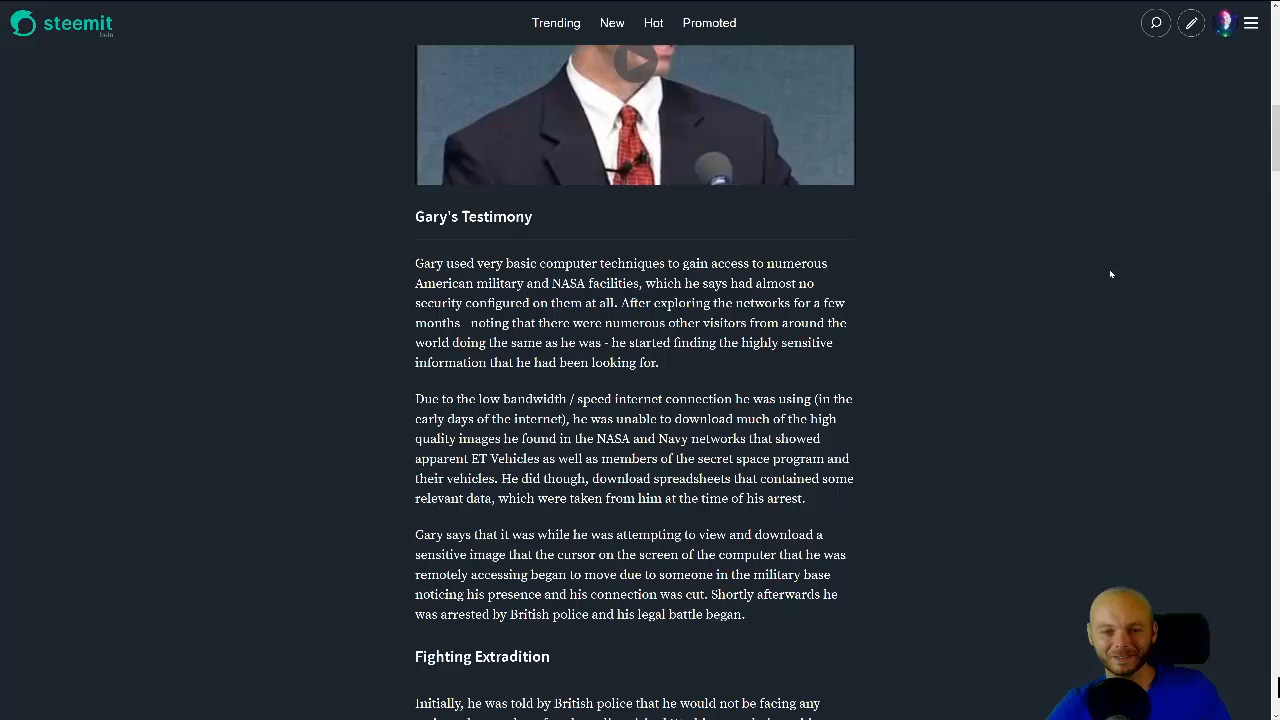 steemit
beta
Trending New Hot Promoted
Gary's Testimony
Gary used very basic computer techniques to gain access to numerous
American military and NASA facilities, which he says had almost no
security configured on them at all. After exploring the networks for a few
months - noting that there were numerous other visitors from around the
world doing the same as he was - he started finding the highly sensitive
information that he had been looking for.
Due to the low bandwidth / speed internet connection he was using (in the
early days of the internet), he was unable to download much of the high
quality images he found in the NASA and Navy networks that showed
apparent ET Vehicles as well as members of the secret space program and
their vehicles. He did though, download spreadsheets that contained some
relevant data, which were taken from him at the time of his arrest.
Gary says that it was while he was attempting to view and download a
sensitive image that the cursor on the screen of the computer that he was
remotely accessing began to move due to someone in the military base
noticing his presence and his connection was cut. Shortly afterwards he
was arrested by British police and his legal battle began.
Fighting Extradition
Initially, he was told by British police that he would not be facing any